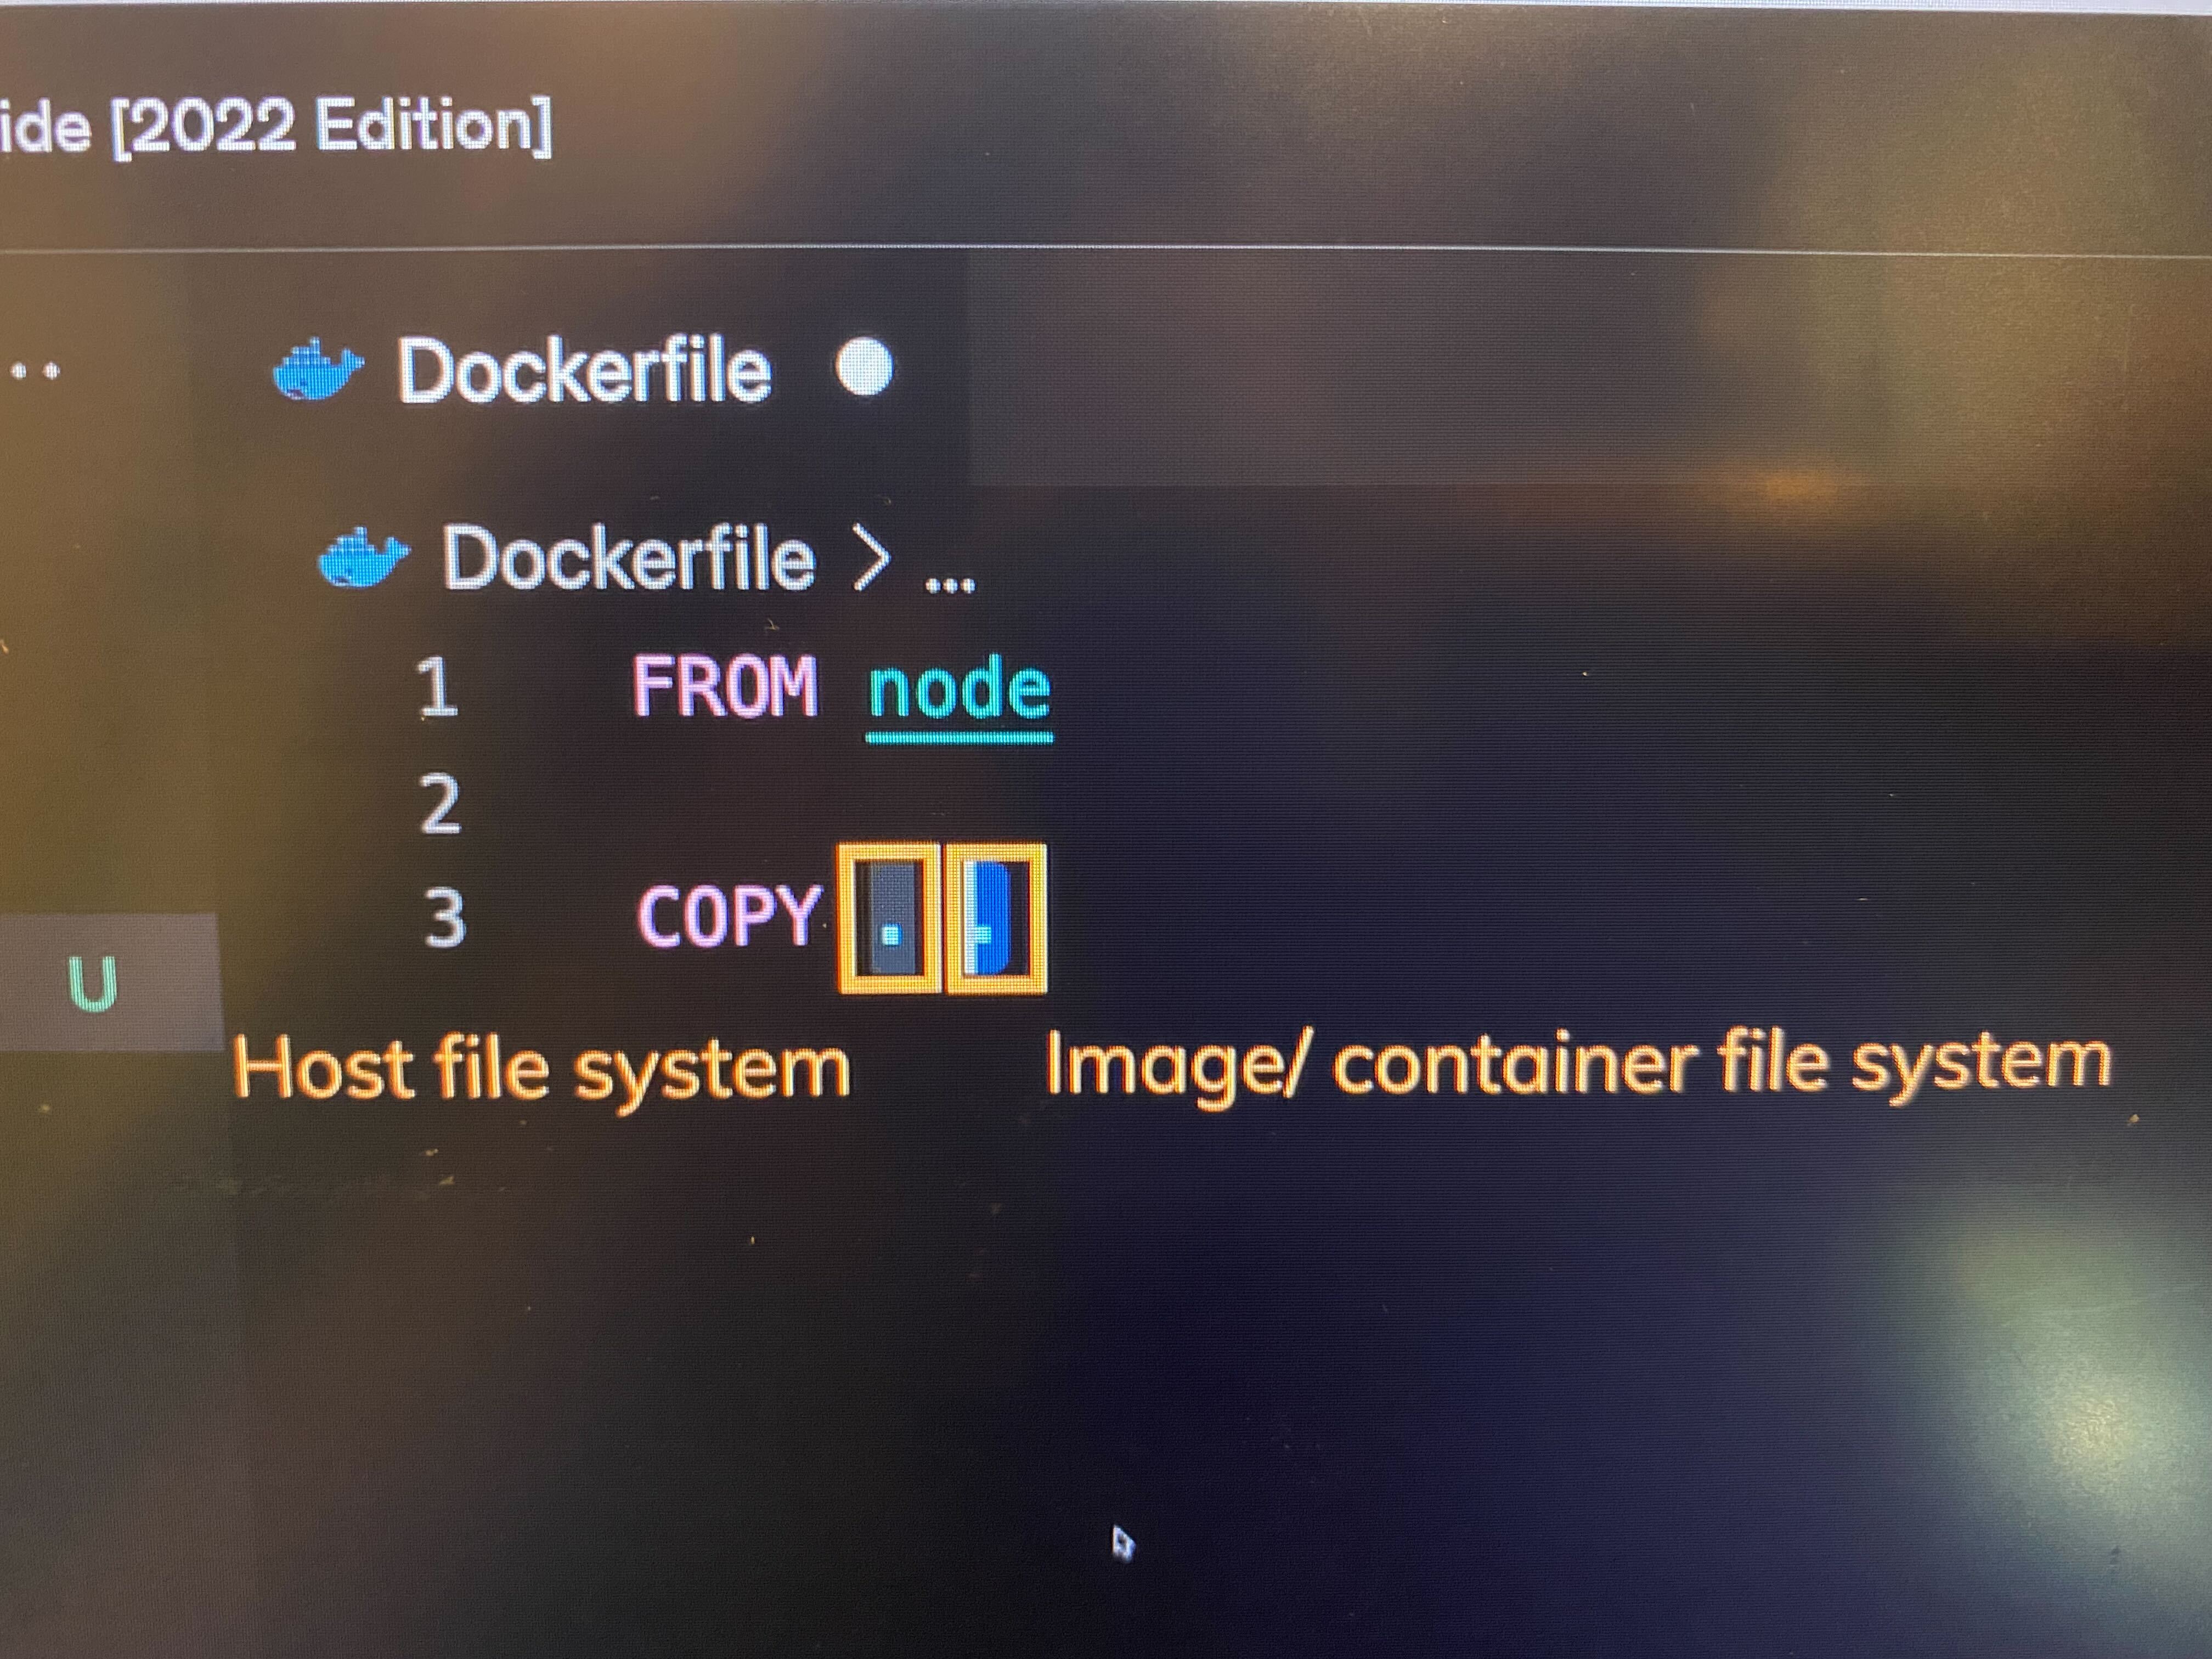 ide [2022 Edition]
Dockerfile
Dockerfile > ...
1 FROM node
2
3 COPY . .
U
Host file system
Image/ container file system